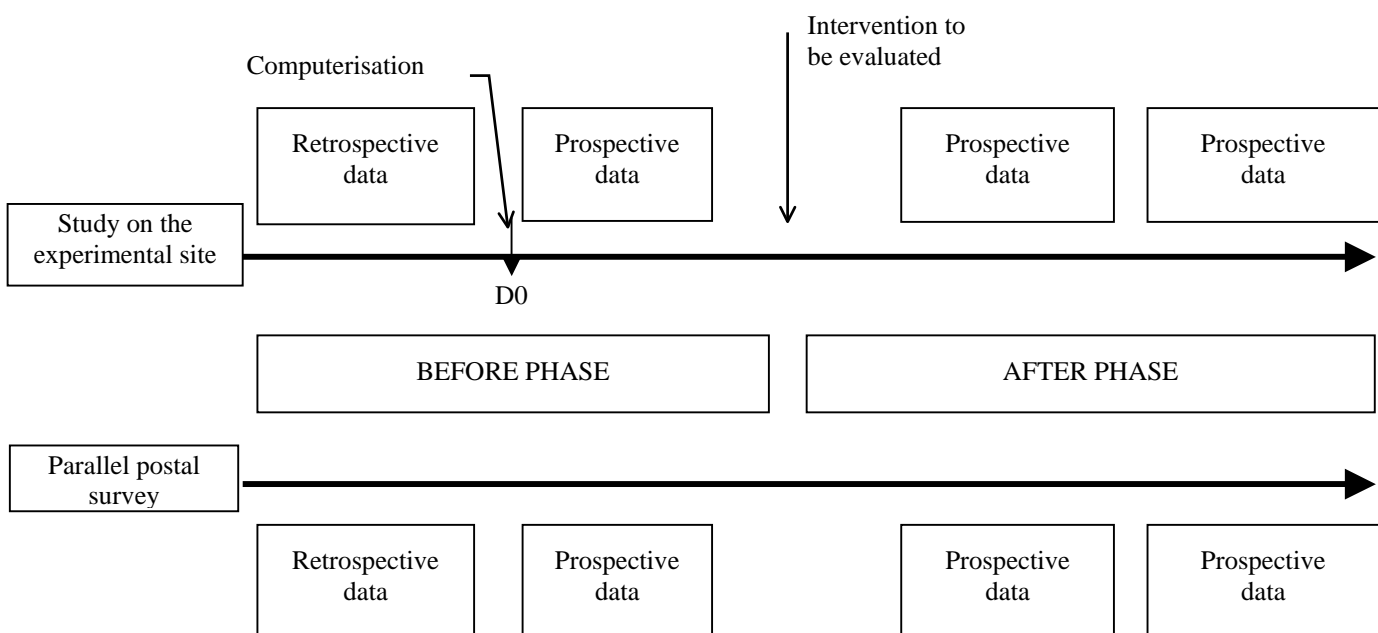 Intervention to
be evaluated
Computerisation
Retrospective
data
Prospective
data
Prospective
data
Prospective
data
Study on the
experimental site
D0
BEFORE PHASE
AFTER PHASE
Parallel postal
survey
Retrospective
data
Prospective
data
Prospective
data
Prospective
data